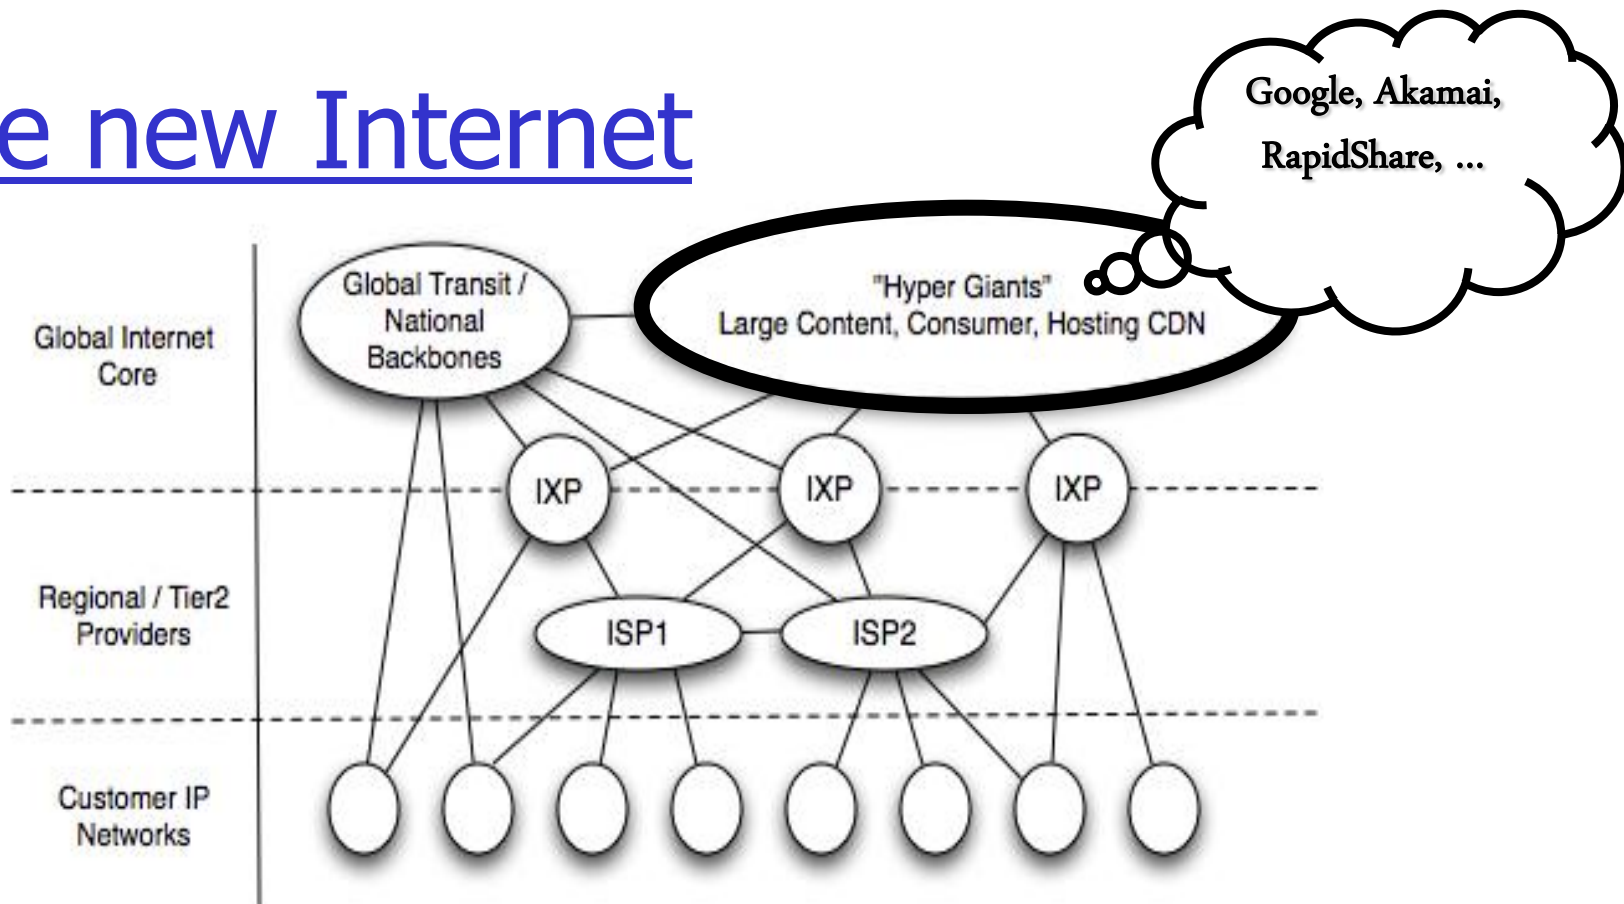 e new Internet
Google, Akamai,
RapidShare, ...
Global Transit /
National
Backbones
"Hyper Giants"
Large Content, Consumer, Hosting CDN
Global Internet
Core
IXP
IXP
IXP
Regional / Tier2
Providers
ISP1
ISP2
Customer IP
Networks